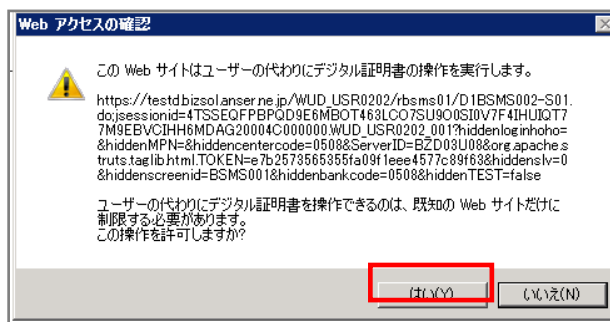 Web アクセスの確認
この Web サイトはユーザーの代わりにデジタル証明書の操作を実行します。
https://testd.bizsol.anser.ne.jp/WUD_USR0202/rbsms01/D1BSMS002-S01.
do;jsessionid=4TSSEQFPBPQD9E6MBOT463LCO7SU9O0SI0V7F4IHUIQT7
7M9EBVCIHH6MDAG20004C000000.WUD_USR0202_001?hiddenloginhoho=
&hiddenMPN=&hiddencentercode=0508&ServerID=BZD03U08&org.apache.s
truts.taglib.html.TOKEN=e7b2573565355fa09f1eee4577c89f63&hiddenslv=0
&hiddenscreenid=BSMS001&hiddenbankcode=0508&hiddenTEST=false
ユーザーの代わりにデジタル証明書を操作できるのは、既知の Web サイトだけに
制限する必要があります。
この操作を許可しますか?
はい(Y)
いいえ(N)